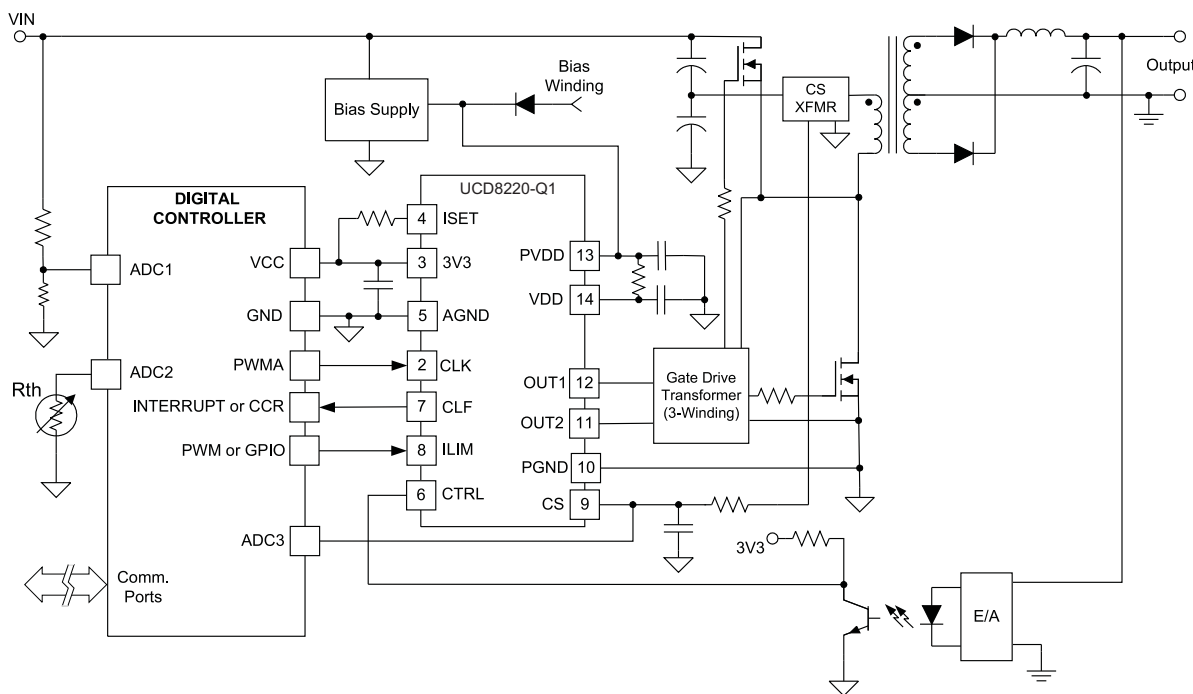 VIN
Bias
Winding
Bias Supply
CS
XFMR
Output
DIGITAL
CONTROLLER
UCD8220-Q1
4
ISET
ADC1
VCC
3
3V3
PVDD
13
VDD
14
GND
5
AGND
ADC2
PWMA
2
CLK
OUT1
12
Gate Drive
Transformer
(3-Winding)
Rth
INTERRUPT or CCR
7
CLF
OUT2
11
PWM or GPIO
8
ILIM
PGND
10
6
CTRL
CS
9
ADC3
3V3
Comm.
Ports
E/A